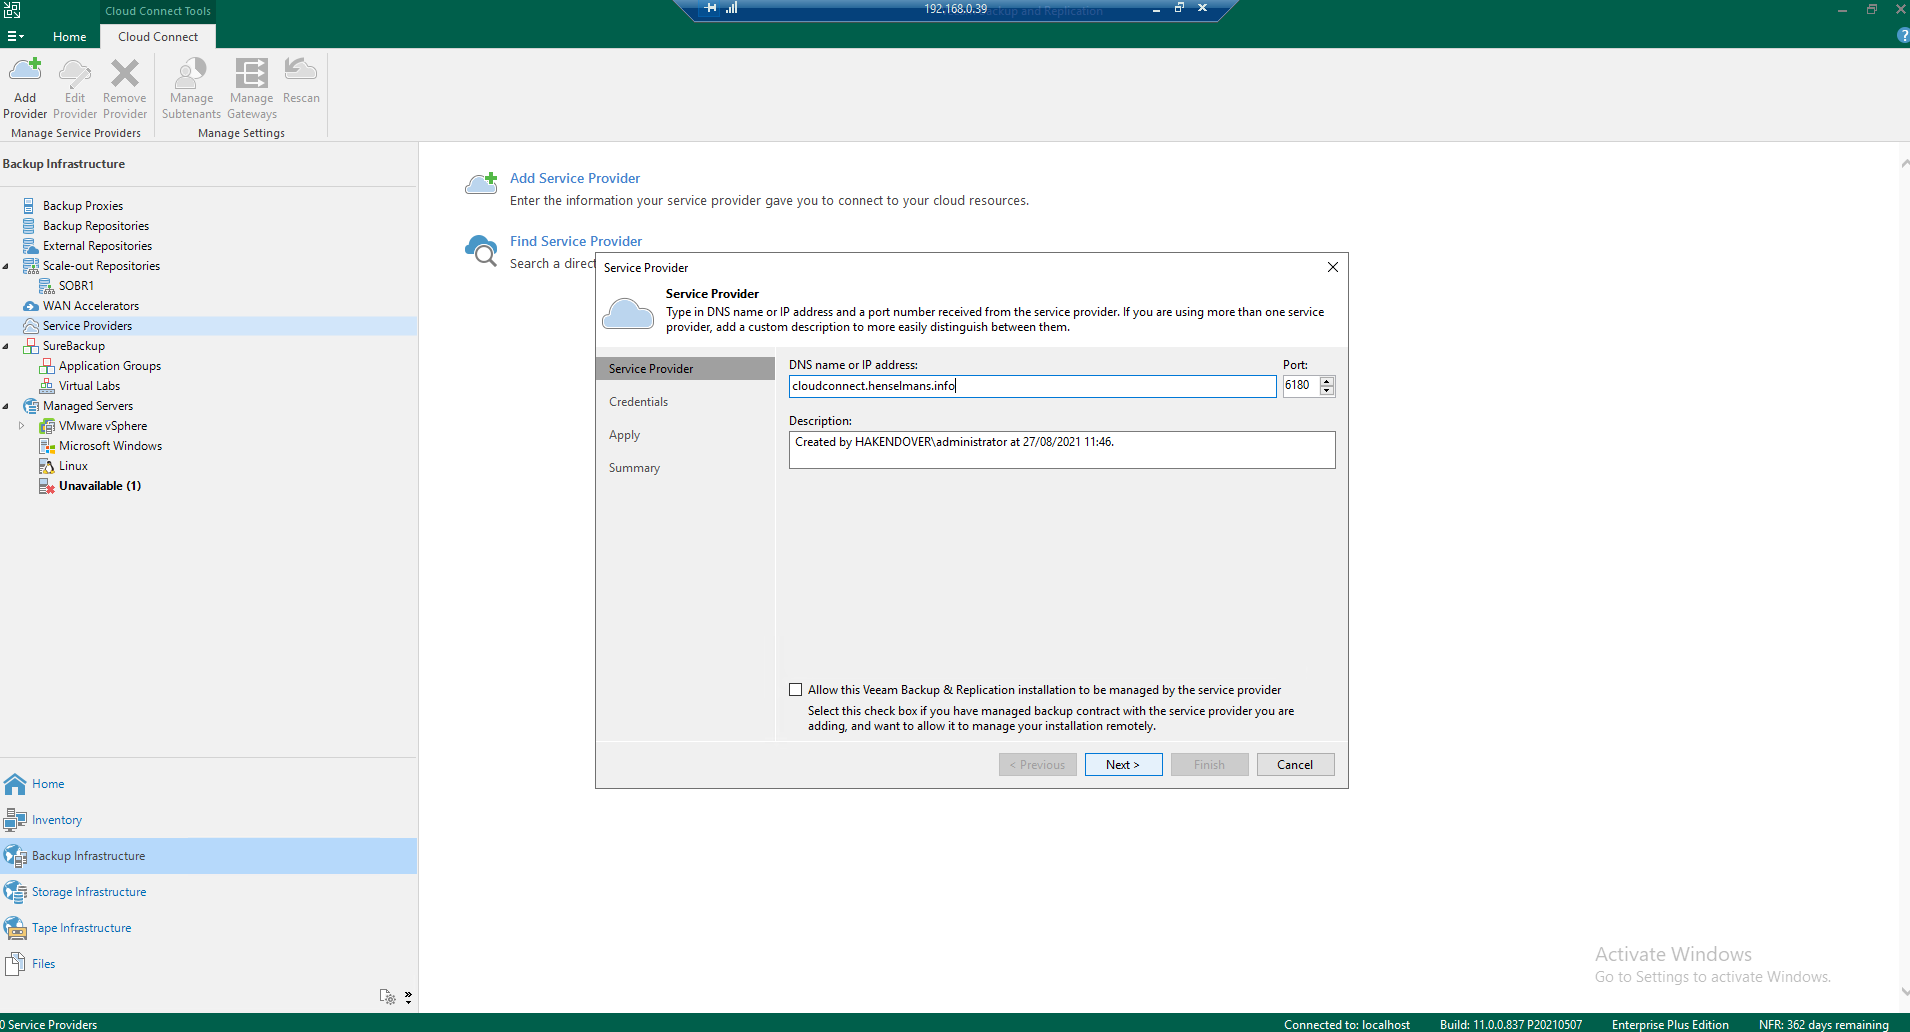 Cloud Connect Tools
192.168.0.39
Backup and Replication
Home
Cloud Connect
Add Provider
Edit Provider
Remove Provider
Manage Subtenants
Manage Gateways
Rescan
Manage Service Providers
Manage Settings
Backup Infrastructure
Backup Proxies
Backup Repositories
External Repositories
Scale-out Repositories
SOBR1
WAN Accelerators
Service Providers
SureBackup
Application Groups
Virtual Labs
Managed Servers
VMware vSphere
Microsoft Windows
Linux
Unavailable (1)
Home
Inventory
Backup Infrastructure
Storage Infrastructure
Tape Infrastructure
Files
Add Service Provider
Enter the information your service provider gave you to connect to your cloud resources.
Find Service Provider
Search a direct
Service Provider
Service Provider
Type in DNS name or IP address and a port number received from the service provider. If you are using more than one service
provider, add a custom description to more easily distinguish between them.
Service Provider
Credentials
Apply
Summary
DNS name or IP address:
Port:
cloudconnect.henselmans.info
6180
Description:
Created by HAKENDOVER\administrator at 27/08/2021 11:46.
Allow this Veeam Backup & Replication installation to be managed by the service provider
Select this check box if you have managed backup contract with the service provider you are
adding, and want to allow it to manage your installation remotely.
< Previous
Next >
Finish
Cancel
Activate Windows
Go to Settings to activate Windows.
0 Service Providers
Connected to: localhost
Build: 11.0.0.837 P20210507
Enterprise Plus Edition
NFR: 362 days remaining